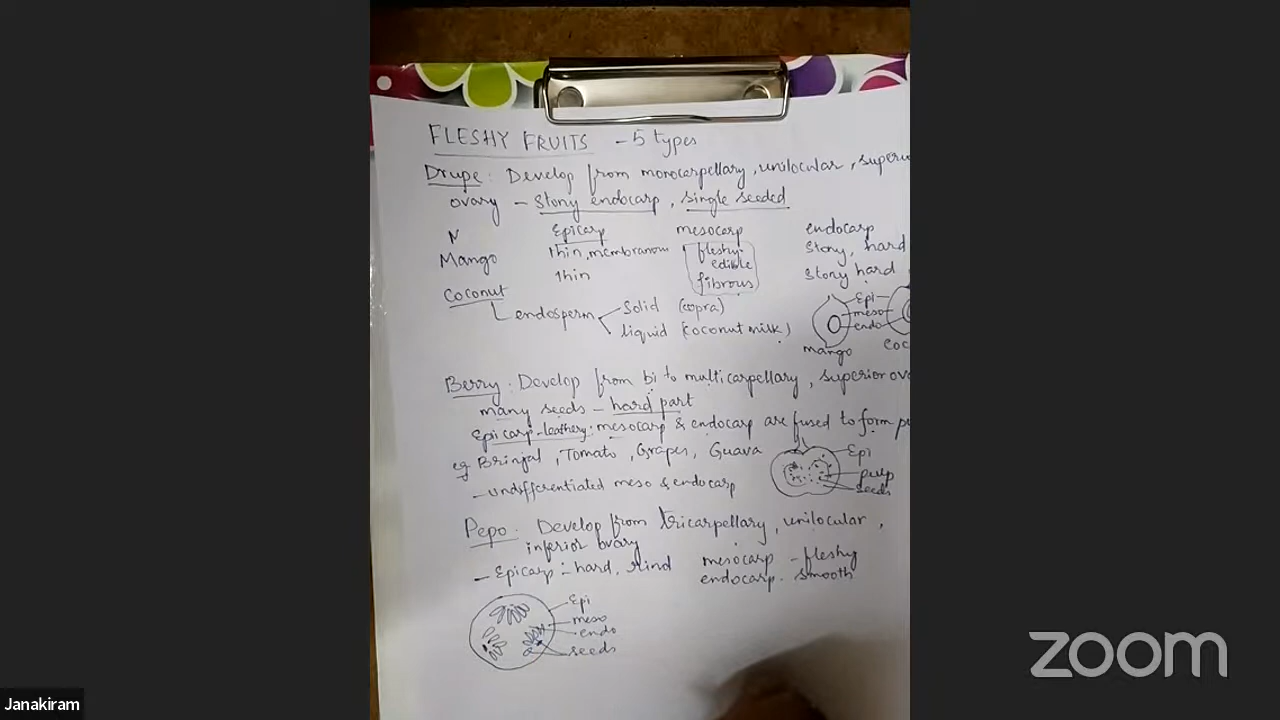 FLESHY FRUITS - 5 types
Drupe: Develop from monocarpellary, unilocular, superi
ovary - Stony endocarp, single seeded
Epicarp mesocarp endocarp
Mango thin, membranous fleshy edible Stony, hard
Coconut thin fibrous Stony hard
endosperm solid (copra)
liquid (coconut milk)
Epi
meso
endo
mango coc
Berry: Develop from bi to multicarpellary, superior ova
many seeds - hard part
Epicarp-leathery: mesocarp & endocarp are fused to form p
eg Brinjal, Tomato, Grapes, Guava
Epi
pulp
seeds
- undifferentiated meso & endocarp
Pepo: Develop from tricarpellary, unilocular,
inferior ovary
- Epicarp:- hard, rind mesocarp - fleshy
endocarp- smooth
Epi
meso
endo
seeds
zoom
Janakiram